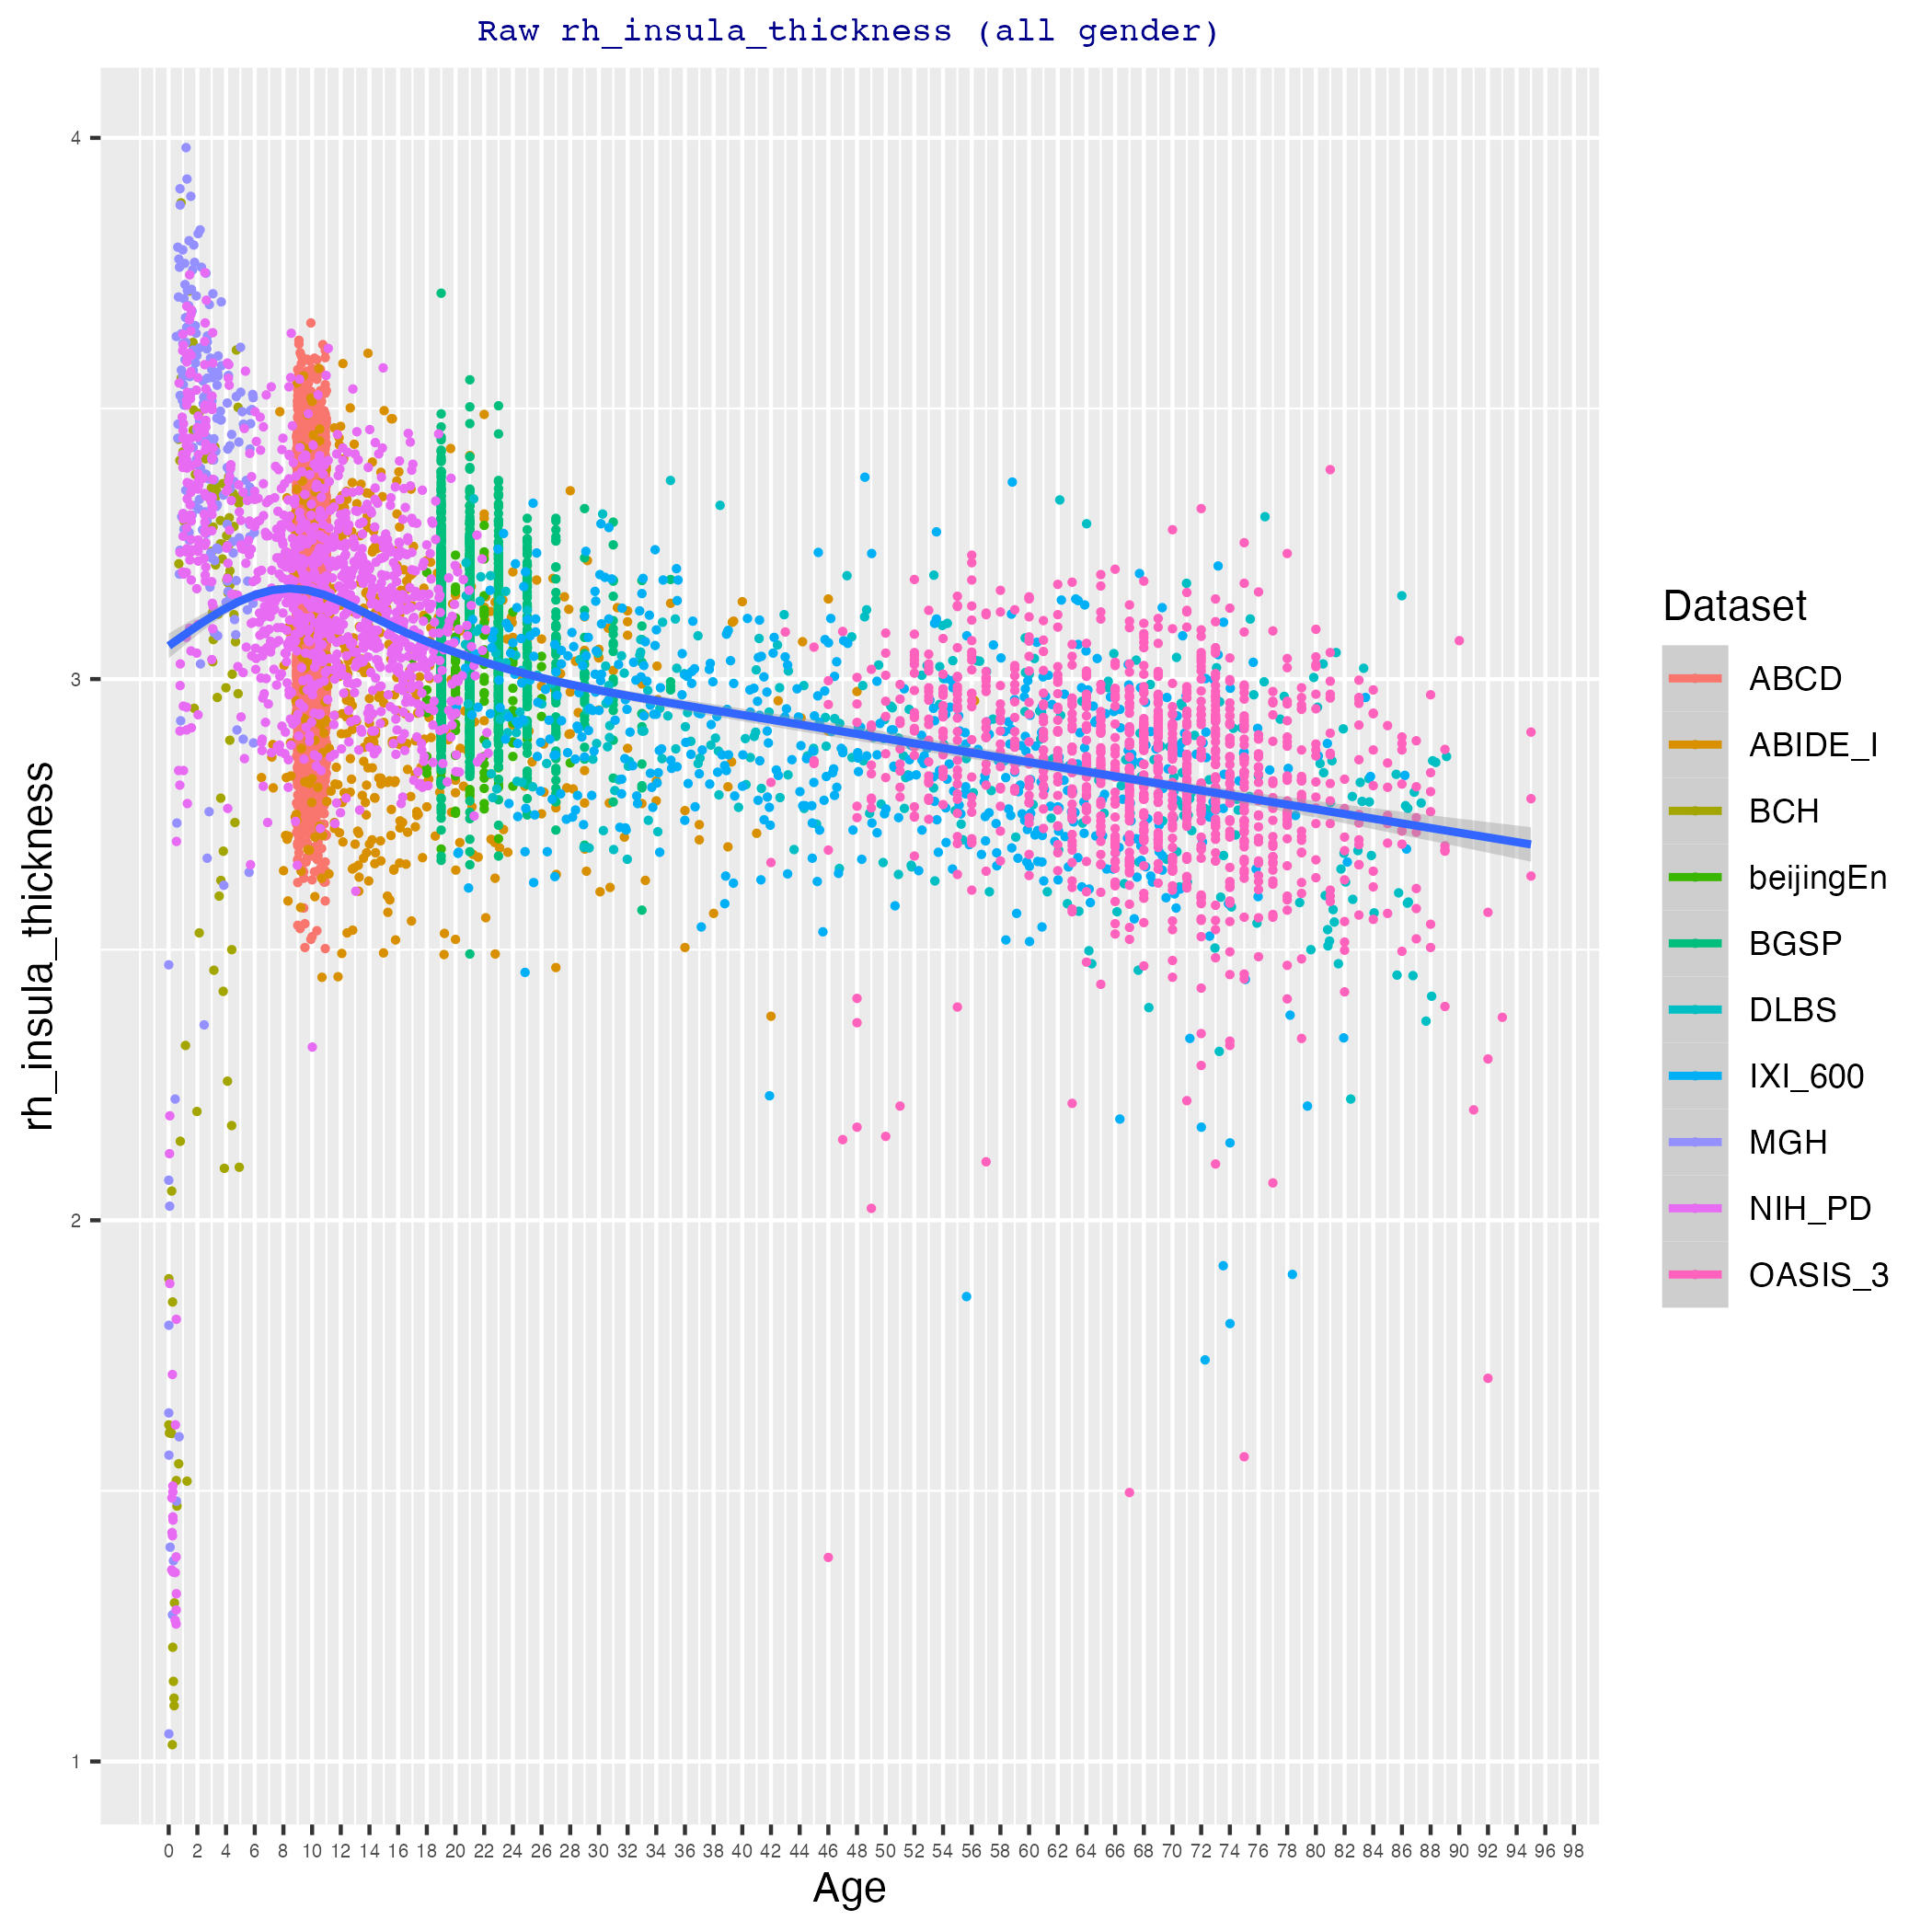 Raw rh_insula_thickness (all gender)
rh_insula_thickness
4
3
2
1
0 2 4 6 8 10 12 14 16 18 20 22 24 26 28 30 32 34 36 38 40 42 44 46 48 50 52 54 56 58 60 62 64 66 68 70 72 74 76 78 80 82 84 86 88 90 92 94 96 98
Age
Dataset
ABCD
ABIDE_I
BCH
beijingEn
BGSP
DLBS
IXI_600
MGH
NIH_PD
OASIS_3